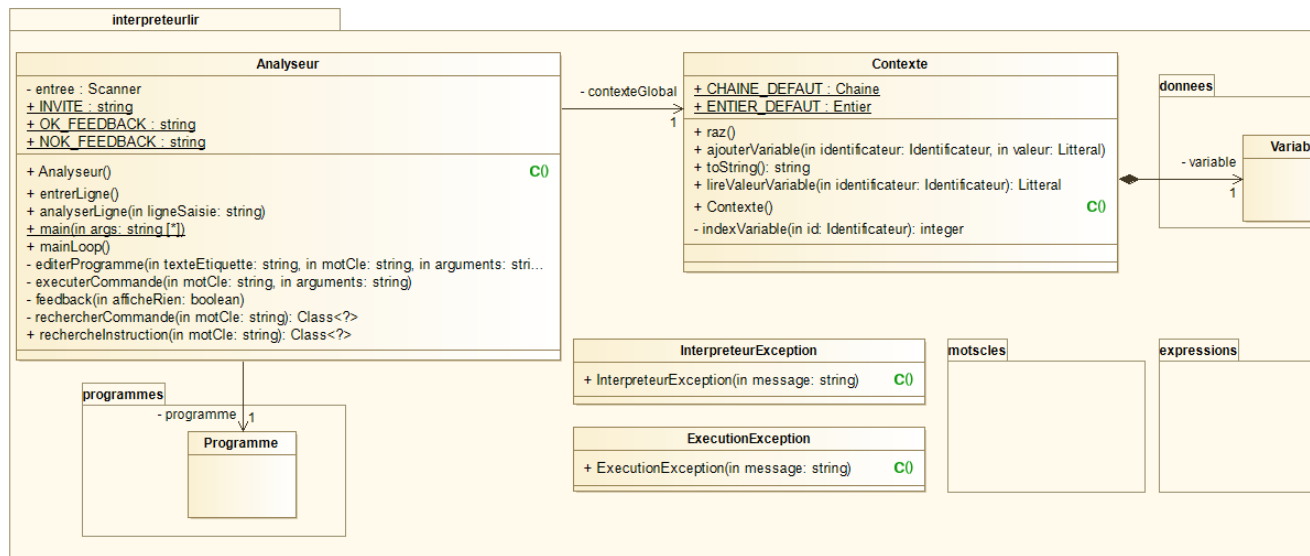 interpreteurlir
Analyseur
- entree : Scanner
+ INVITE : string
+ OK_FEEDBACK : string
+ NOK_FEEDBACK : string
+ Analyseur()
C()
+ entrerLigne()
+ analyserLigne(in ligneSaisie: string)
+ main(in args: string [*])
+ mainLoop()
- editerProgramme(in texteEtiquette: string, in motCle: string, in arguments: stri...
- executerCommande(in motCle: string, in arguments: string)
- feedback(in afficheRien: boolean)
- rechercherCommande(in motCle: string): Class<?>
+ rechercheInstruction(in motCle: string): Class<?>
- contexteGlobal
1
Contexte
+ CHAINE_DEFAUT : Chaine
+ ENTIER_DEFAUT : Entier
+ raz()
+ ajouterVariable(in identificateur: Identificateur, in valeur: Litteral)
+ toString(): string
+ lireValeurVariable(in identificateur: Identificateur): Litteral
+ Contexte()
C()
- indexVariable(in id: Identificateur): integer
donnees
Variab
- variable
1
programmes
- programme
1
Programme
InterpreteurException
+ InterpreteurException(in message: string)
C()
ExecutionException
+ ExecutionException(in message: string)
C()
motscles
expressions